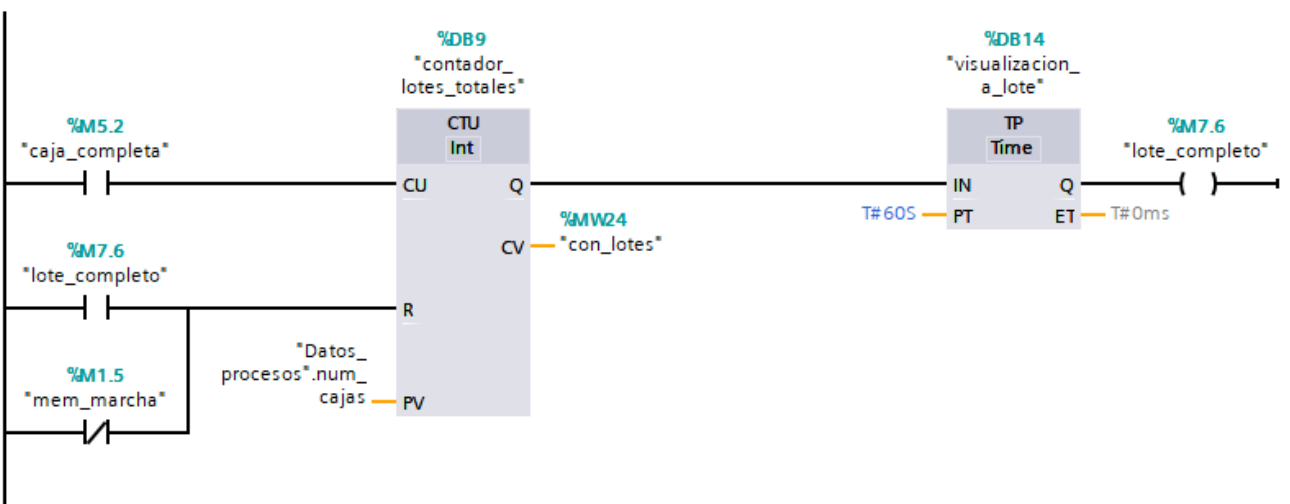 %DB9
"contador_
lotes_totales"
CTU
Int
%DB14
"visualizacion_
a_lote"
TP
Time
%M5.2
"caja_completa"
%M7.6
"lote_completo"
CU
Q
IN
Q
T#60S
PT
ET
T#0ms
%MW24
"con_lotes"
CV
%M7.6
"lote_completo"
R
"Datos_
procesos".num_
cajas
PV
%M1.5
"mem_marcha"